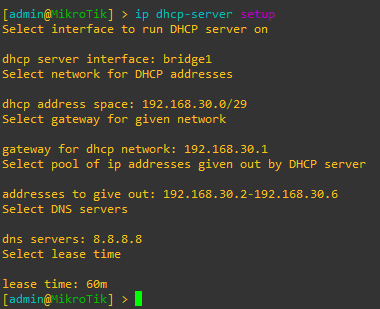 [admin@MikroTik] > ip dhcp-server setup
Select interface to run DHCP server on
dhcp server interface: bridge1
Select network for DHCP addresses
dhcp address space: 192.168.30.0/29
Select gateway for given network
gateway for dhcp network: 192.168.30.1
Select pool of ip addresses given out by DHCP server
addresses to give out: 192.168.30.2-192.168.30.6
Select DNS servers
dns servers: 8.8.8.8
Select lease time
lease time: 60m
[admin@MikroTik] >